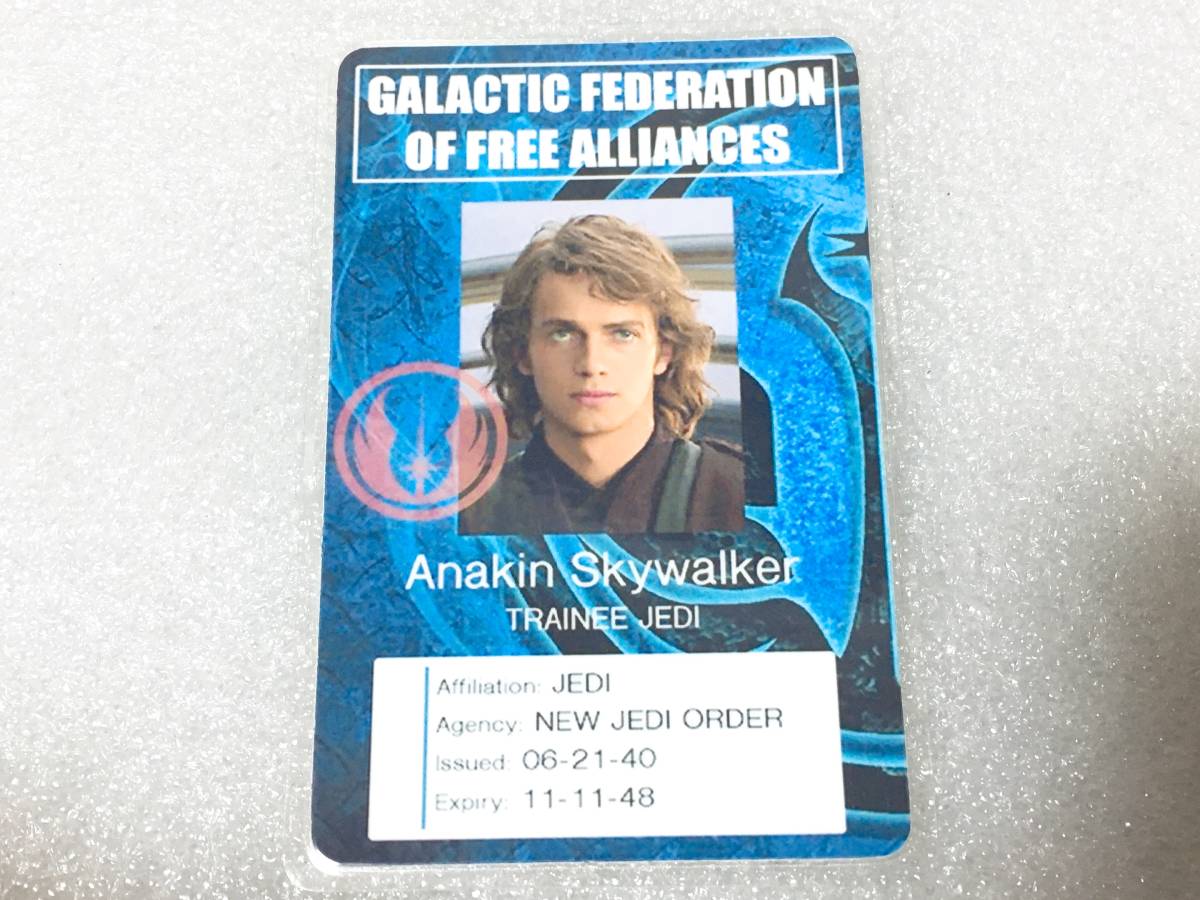 GALACTIC FEDERATION
OF FREE ALLIANCES
Anakin Skywalker
TRAINEE JEDI
Affiliation: JEDI
Agency: NEW JEDI ORDER
Issued: 06-21-40
Expiry: 11-11-48